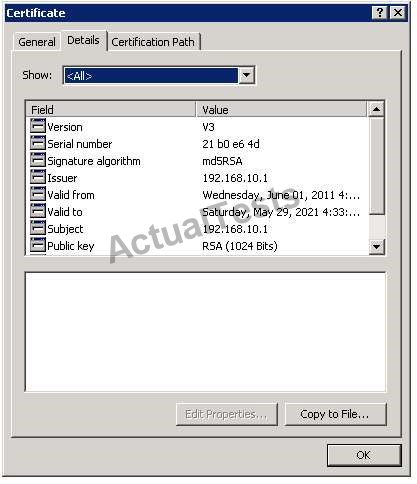 Certificate
General Details Certification Path
Show: <All>
Field Value
Version V3
Serial number 21 b0 e6 4d
Signature algorithm md5RSA
Issuer 192.168.10.1
Valid from Wednesday, June 01, 2011 4:...
Valid to Saturday, May 29, 2021 4:33:...
Subject 192.168.10.1
Public key RSA (1024 Bits)
ActualTests
Edit Properties... Copy to File...
OK